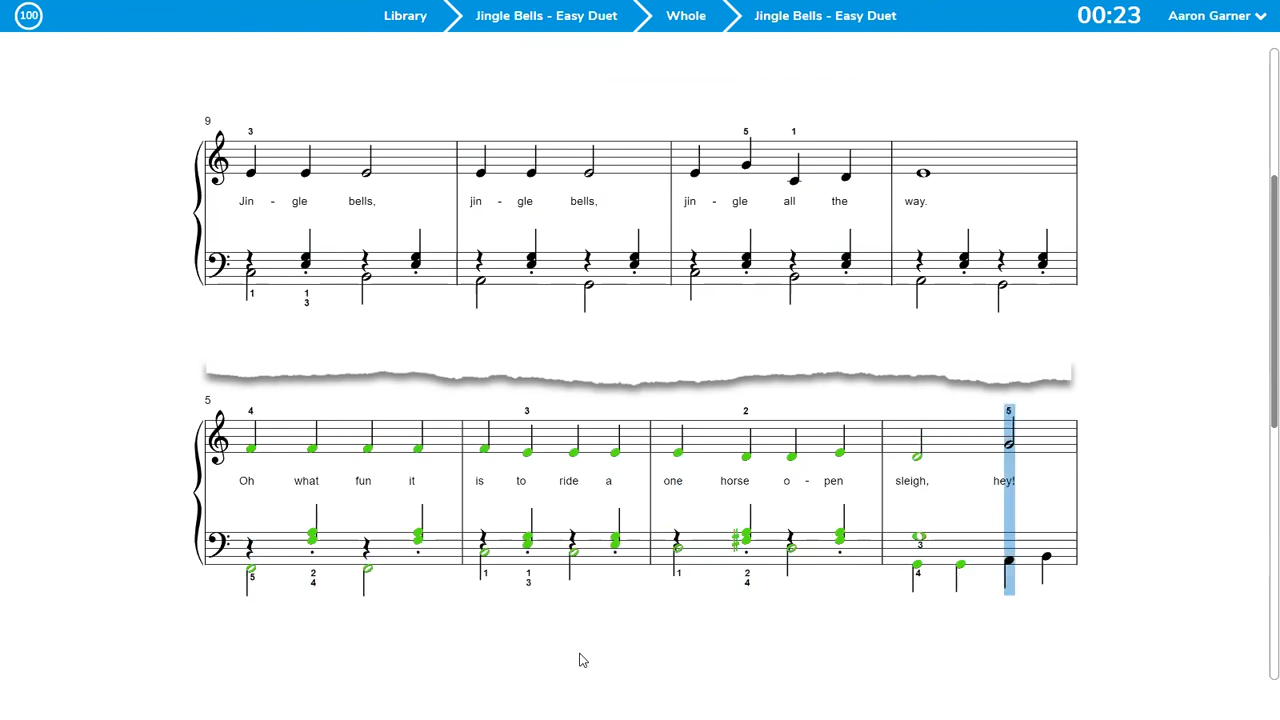 100 Library Jingle Bells - Easy Duet Whole Jingle Bells - Easy Duet 00:23 Aaron Garner
9
3 5 1
Jin - gle bells, jin - gle bells, jin - gle all the way.
1 1
3
5
4 3 2 5
Oh what fun it is to ride a one horse o - pen sleigh, hey!
3
5 2 1 1 1 2 4
4 3 4